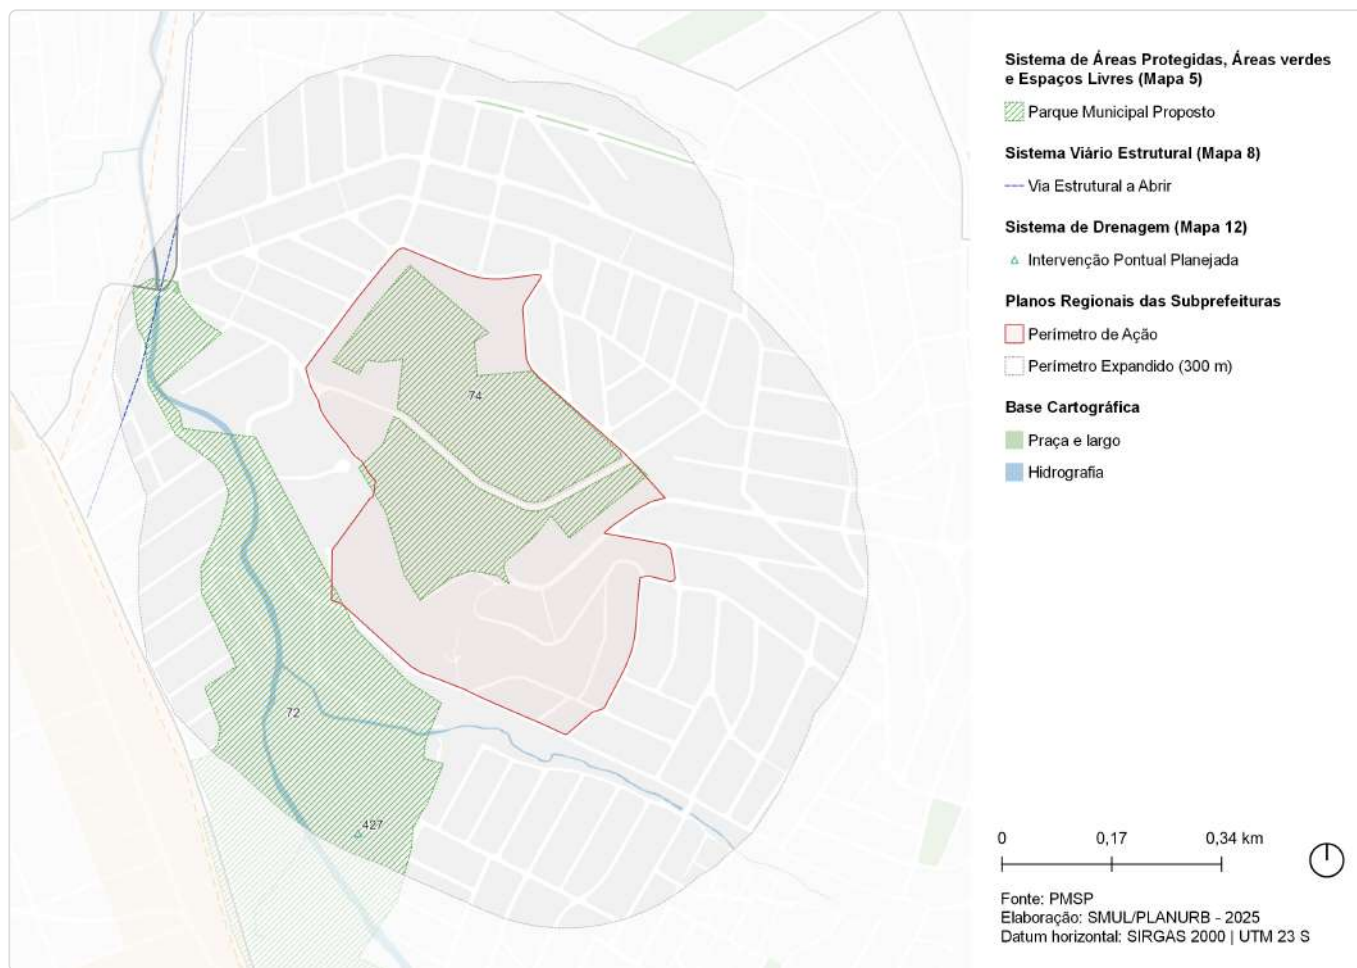 Sistema de Áreas Protegidas, Áreas verdes
e Espaços Livres (Mapa 5)
Parque Municipal Proposto
Sistema Viário Estrutural (Mapa 8)
Via Estrutural a Abrir
Sistema de Drenagem (Mapa 12)
Intervenção Pontual Planejada
Planos Regionais das Subprefeituras
Perímetro de Ação
Perímetro Expandido (300 m)
Base Cartográfica
Praça e largo
Hidrografia
74
72
427
0 0,17 0,34 km
Fonte: PMSP
Elaboração: SMUL/PLANURB - 2025
Datum horizontal: SIRGAS 2000 | UTM 23 S